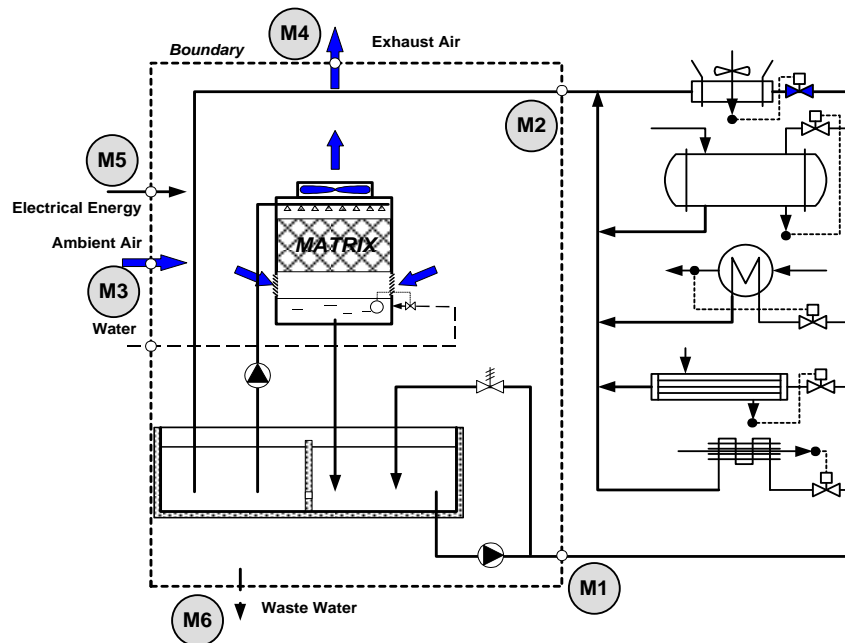 M4
Exhaust Air
Boundary
M2
M5
Electrical Energy
Ambient Air
MATRIX
M3
Water
M1
M6
Waste Water